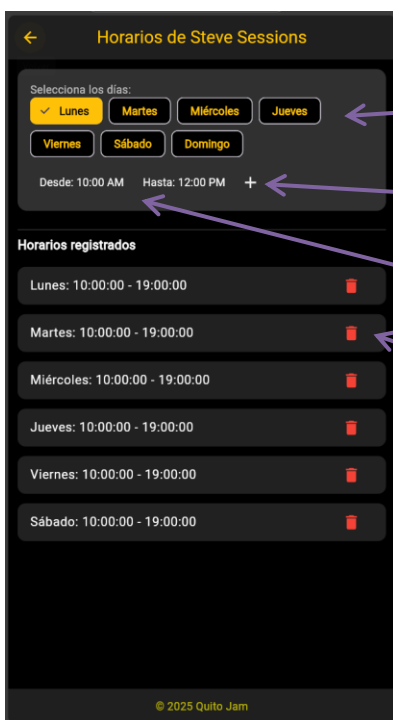 Horarios de Steve Sessions
Selecciona los días:
Lunes Martes Miércoles Jueves
Viernes Sábado Domingo
Desde: 10:00 AM Hasta: 12:00 PM +
Horarios registrados
Lunes: 10:00:00 - 19:00:00
Martes: 10:00:00 - 19:00:00
Miércoles: 10:00:00 - 19:00:00
Jueves: 10:00:00 - 19:00:00
Viernes: 10:00:00 - 19:00:00
Sábado: 10:00:00 - 19:00:00
© 2025 Quito Jam